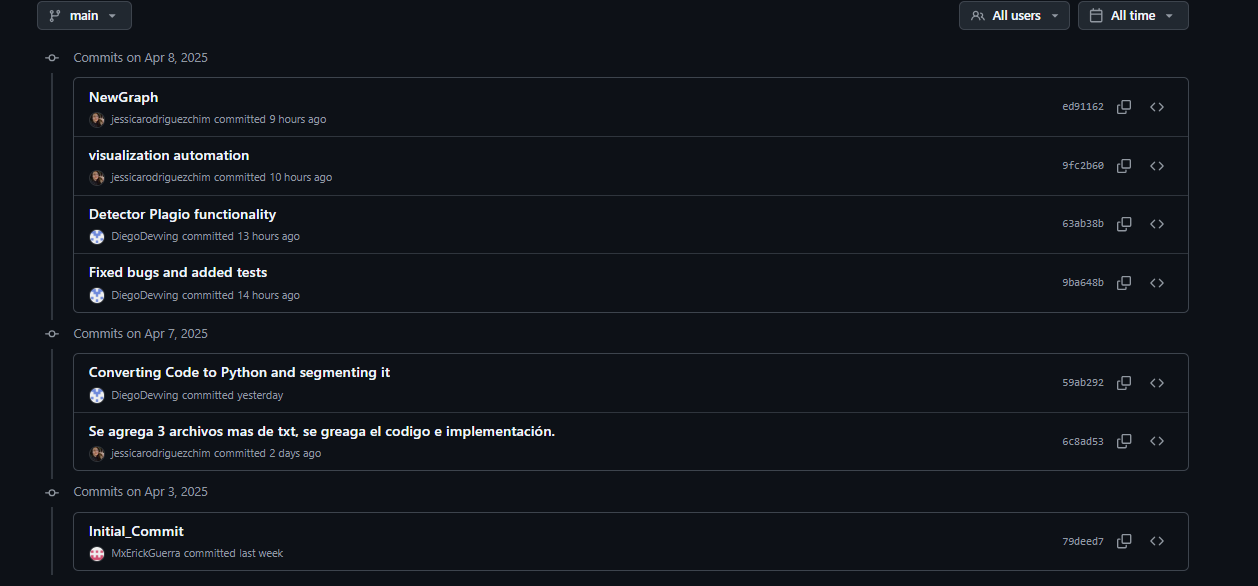 main
All users
All time
Commits on Apr 8, 2025
NewGraph
jessicarodriguezchim committed 9 hours ago
ed91162
visualization automation
jessicarodriguezchim committed 10 hours ago
9fc2b60
Detector Plagio functionality
DiegoDevving committed 13 hours ago
63ab38b
Fixed bugs and added tests
DiegoDevving committed 14 hours ago
9ba648b
Commits on Apr 7, 2025
Converting Code to Python and segmenting it
DiegoDevving committed yesterday
59ab292
Se agrega 3 archivos mas de txt, se greaga el codigo e implementación.
jessicarodriguezchim committed 2 days ago
6c8ad53
Commits on Apr 3, 2025
Initial_Commit
MxErickGuerra committed last week
79deed7